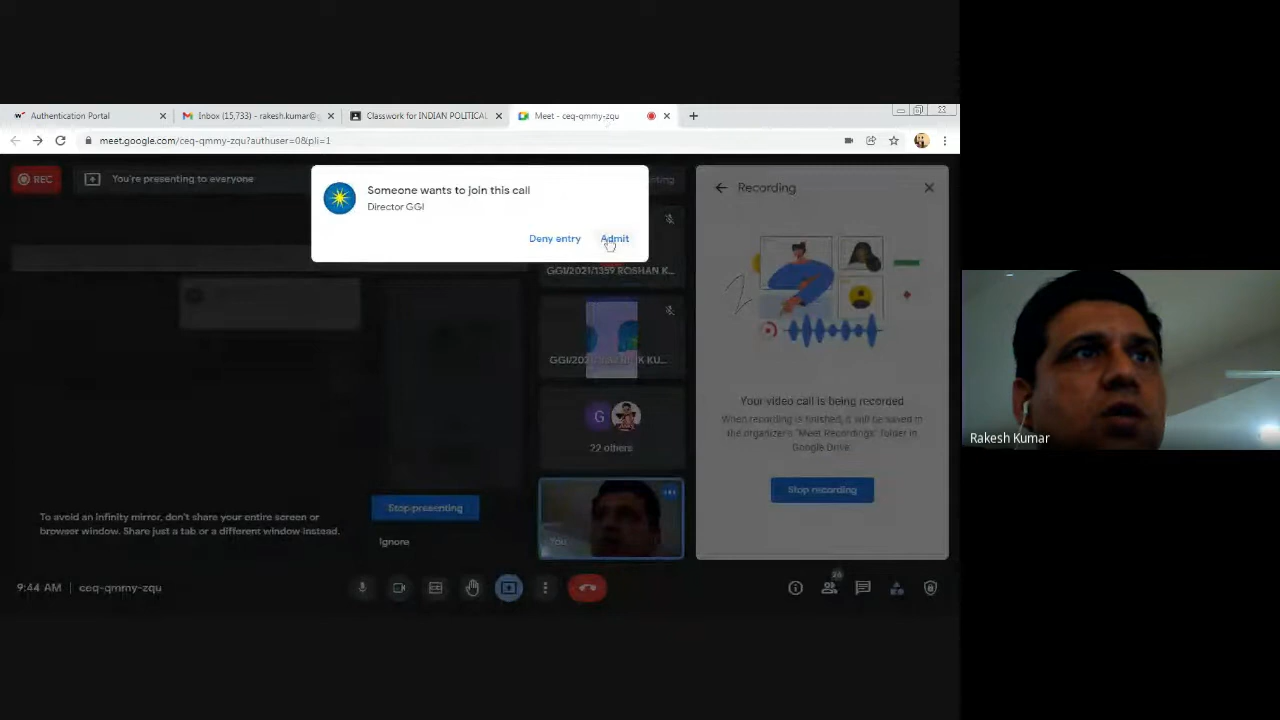 Authentication Portal
Inbox (15,
- rakesh.kumar@
Classwork for INDIAN POLITICAL
Meet - ceq-qmmy-zqu
meet.google.com/ceq-qmmy-zqu?authuser=0&pli=1
REC
You're presenting to everyone
Someone wants to join this call
Director GGI
Deny entry
Admit
Recording
GGI/2021/1359 ROSHAN K...
KU...
G
22 others
You
Your video call is being recorded
When recording is finished, it will be saved in
the organizer's "Meet Recordings" folder in
Google Drive.
Stop recording
To avoid an infinity mirror, don't share your entire screen or
browser window. Share just a tab or a different window instead.
Stop presenting
Ignore
9:44 AM | ceq-qmmy-zqu
26
Rakesh Kumar